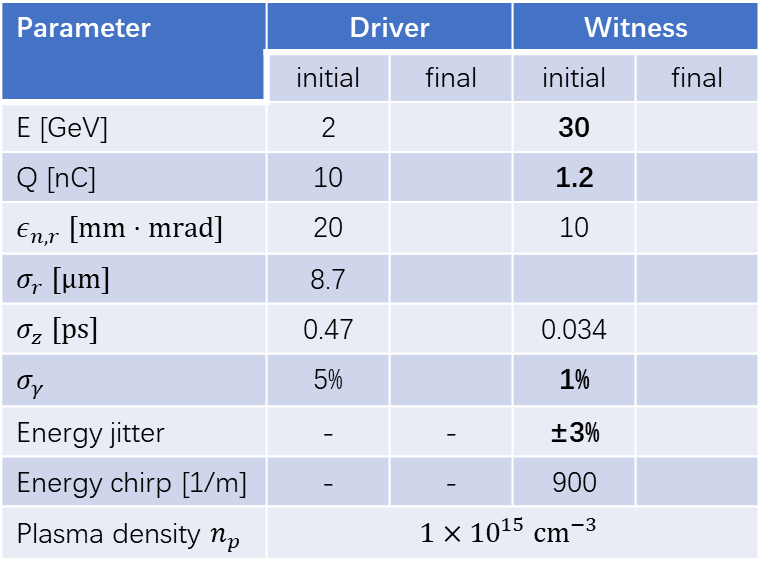 Parameter Driver Witness
initial final initial final
E [GeV] 2 30
Q [nC] 10 1.2
ϵn,r [mm · mrad] 20 10
σr [μm] 8.7
σz [ps] 0.47 0.034
σγ 5% 1%
Energy jitter - - ±3%
Energy chirp [1/m] - - 900
Plasma density np 1 × 10¹⁵ cm⁻³